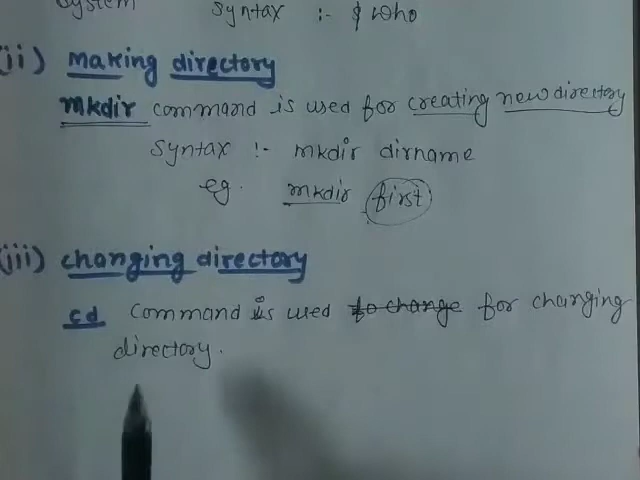 system syntax :- $ who
(ii) making directory
mkdir command is used for creating new directory
syntax :- mkdir dirname
eg. mkdir first
(iii) changing directory
cd command is used to change for changing
directory.